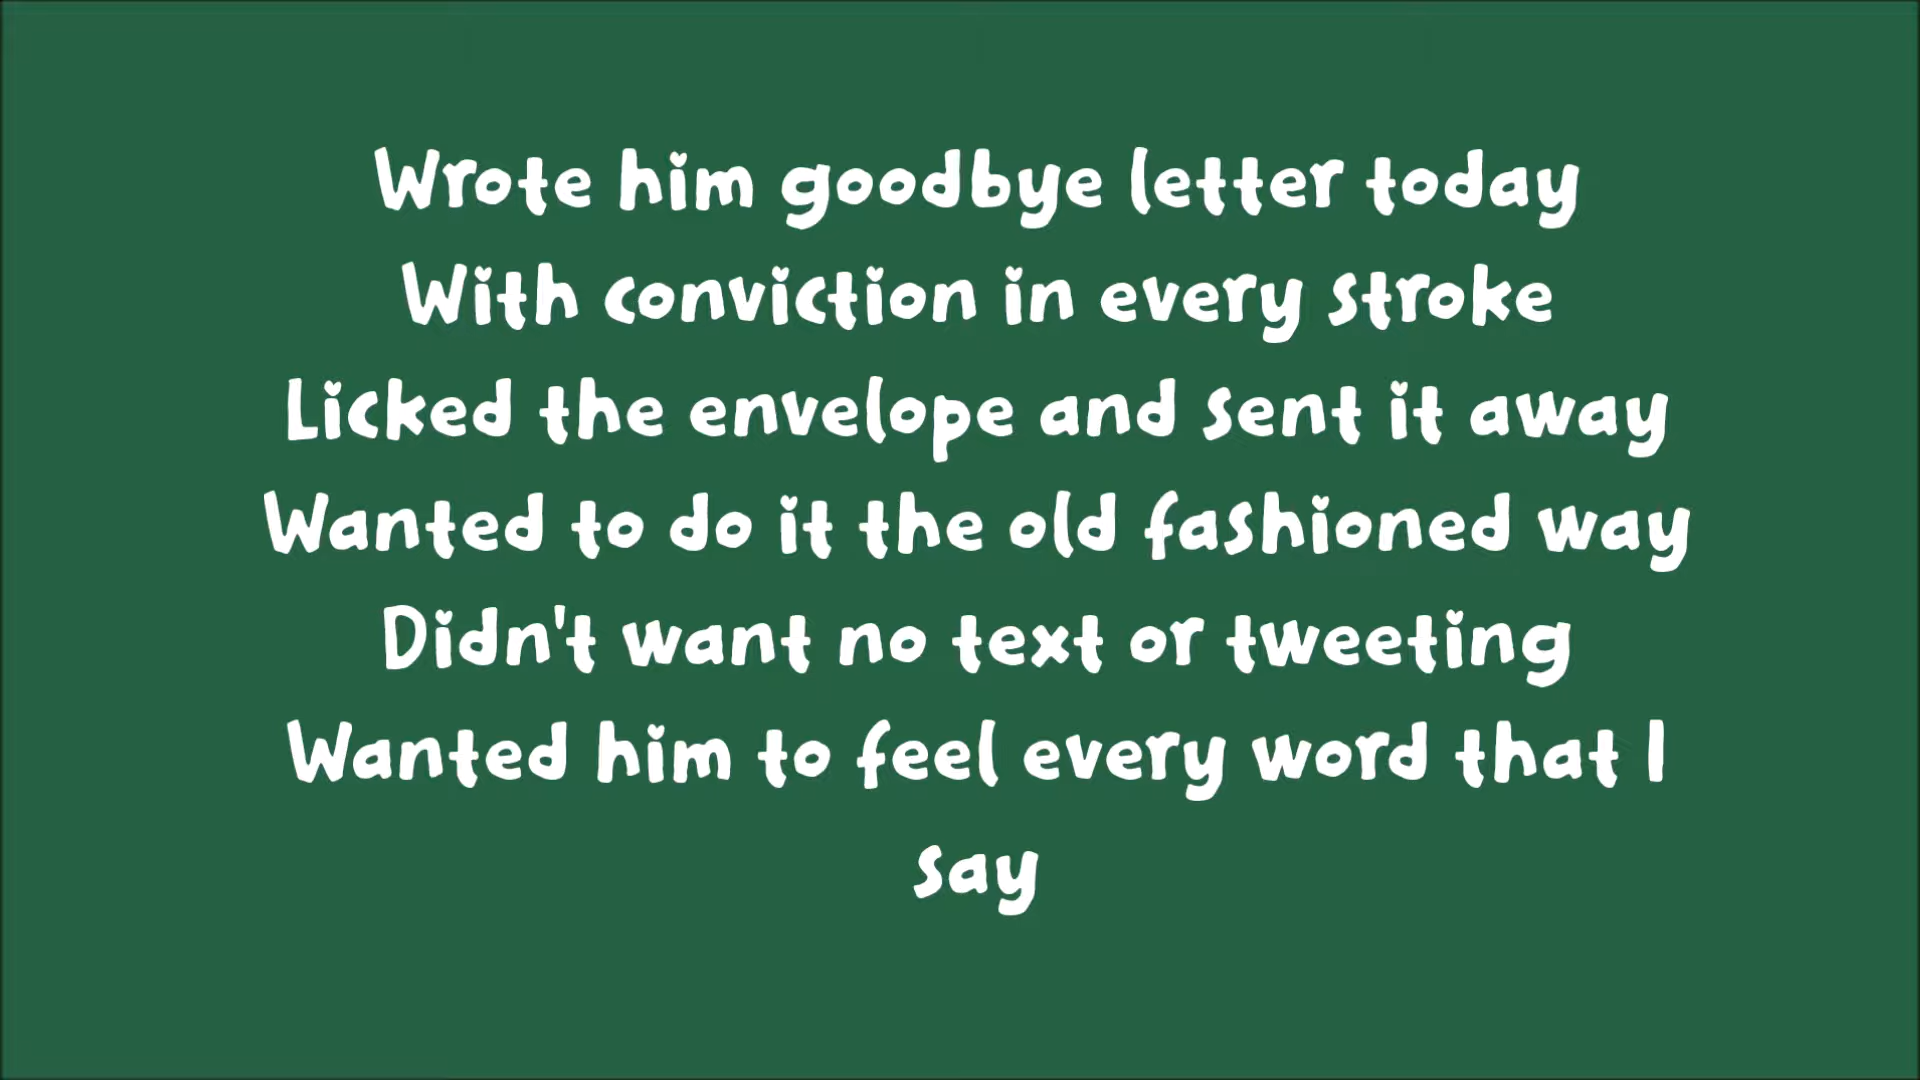 Wrote him goodbye letter today
With conviction in every stroke
Licked the envelope and sent it away
Wanted to do it the old fashioned way
Didn't want no text or tweeting
Wanted him to feel every word that I
say